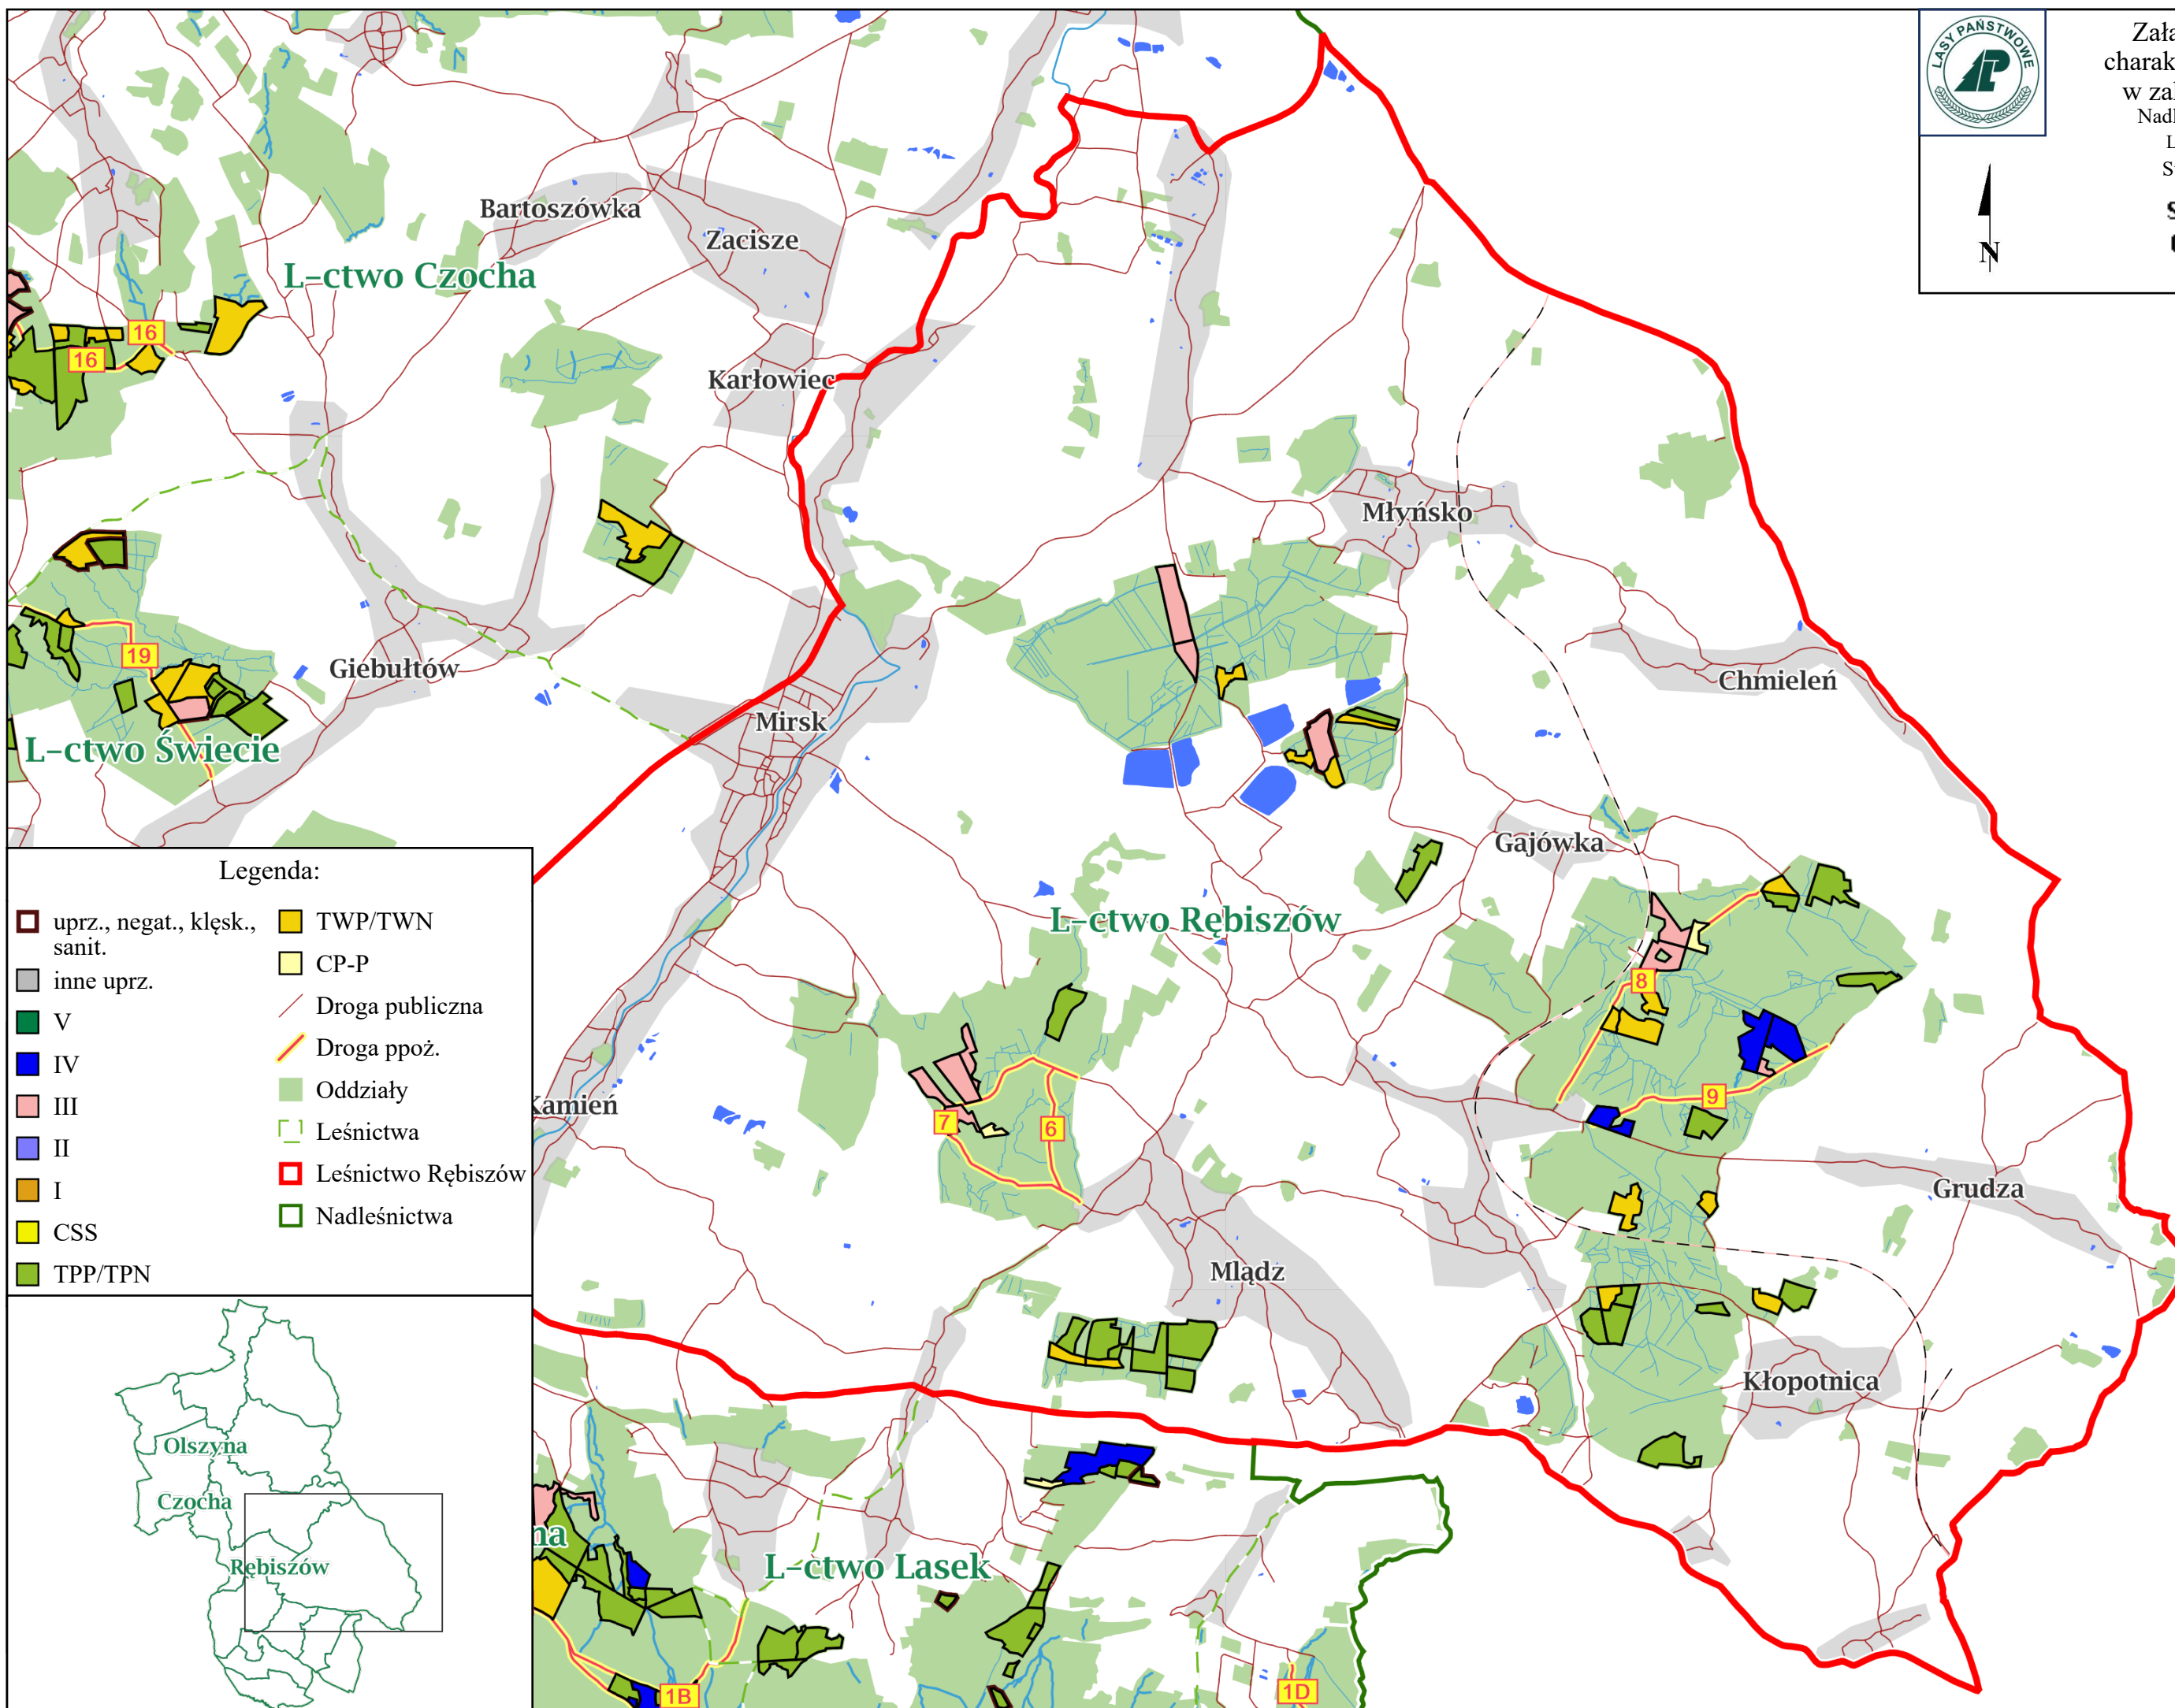 LASY PAŃSTWOWE
LP
N
Bartoszówka
Zacisze
L-ctwo Czocha
16
16
Karłowiec
Młyńsko
19
Giebułtów
Mirsk
Chmieleń
L-ctwo Świecie
Gajówka
L-ctwo Rębiszów
8
9
7
6
Kamień
Grudza
Mlądz
Kłopotnica
L-ctwo Lasek
1B
1D
Legenda:
uprz., negat., klęsk.,
sanit.
inne uprz.
V
IV
III
II
I
CSS
TPP/TPN
TWP/TWN
CP-P
Droga publiczna
Droga ppoż.
Oddziały
Leśnictwa
Leśnictwo Rębiszów
Nadleśnictwa
Olszyna
Czocha
Rębiszów